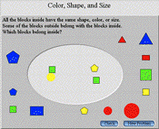 Color, Shape, and Size
All the blocks inside have the same shape, color, or size.
Some of the blocks outside belong with the blocks inside.
Which blocks belong inside?